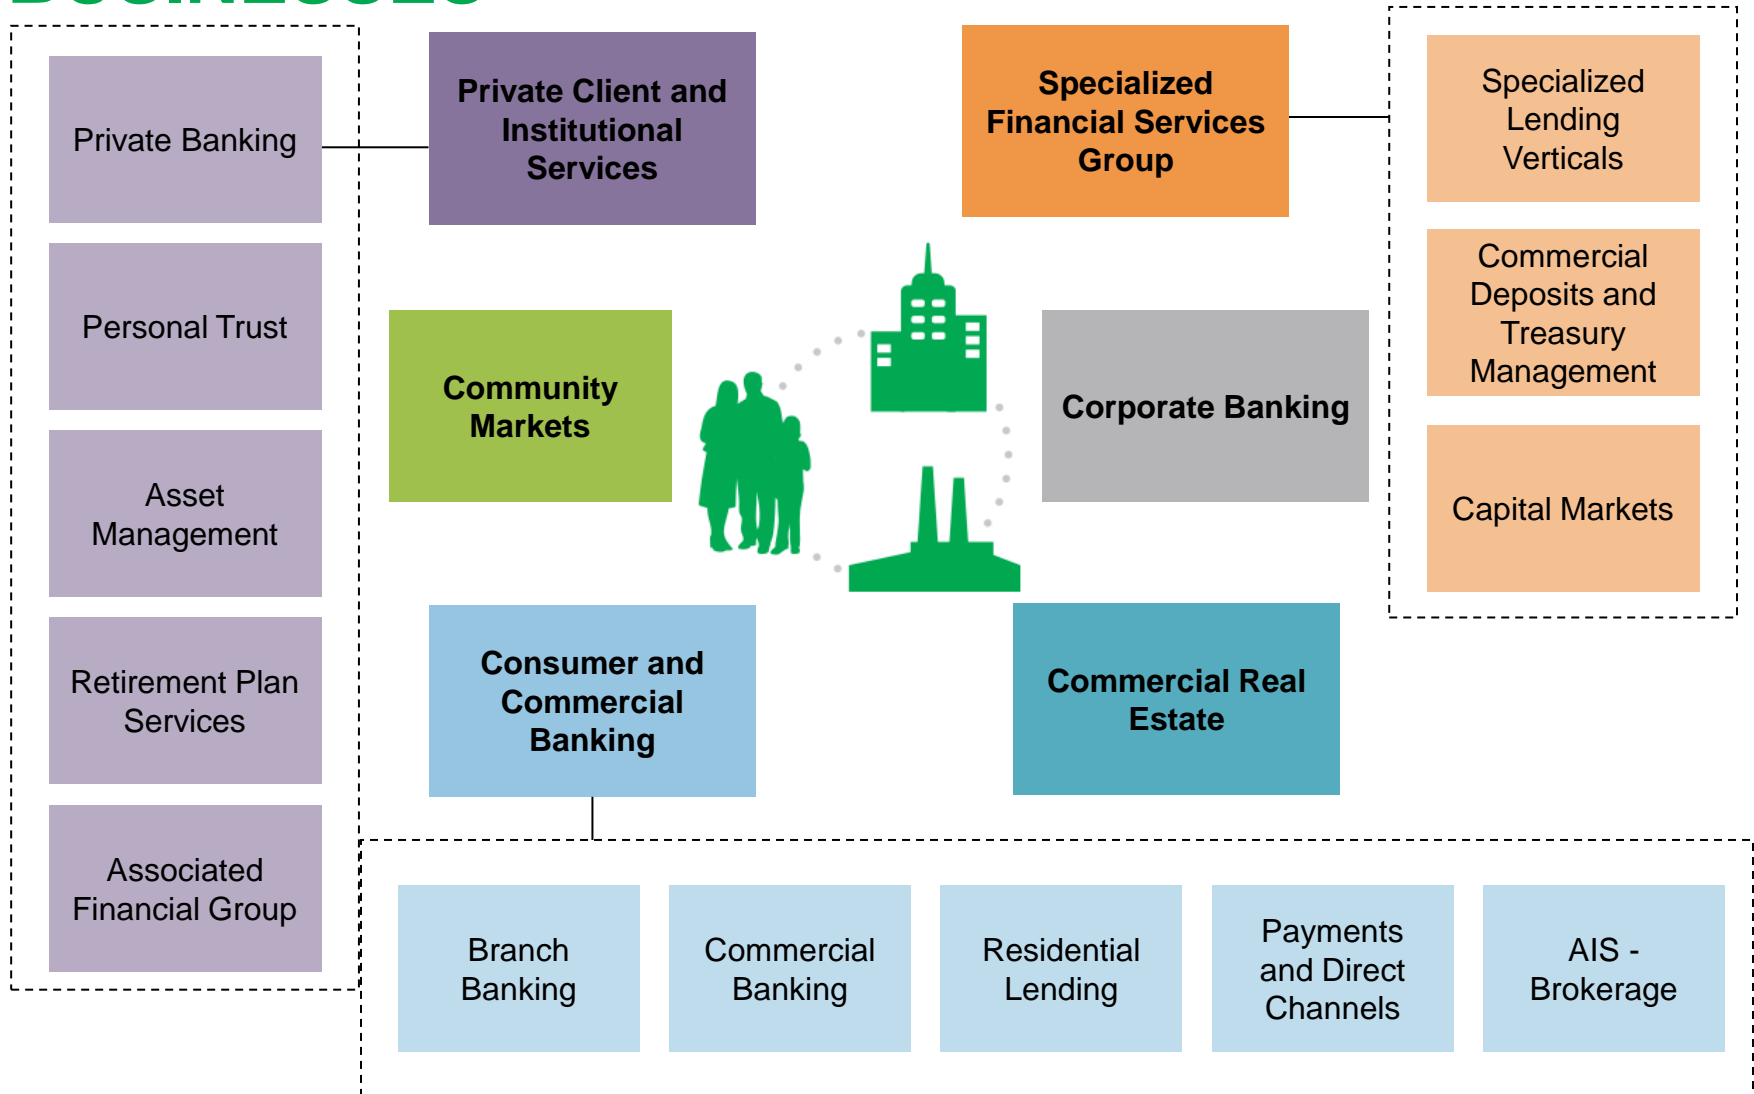 Private Banking
Personal Trust
Asset
Management
Retirement Plan
Services
Associated
Financial Group
Private Client and
Institutional
Services
Specialized
Financial Services
Group
Specialized
Lending
Verticals
Commercial
Deposits and
Treasury
Management
Capital Markets
Community
Markets
Corporate Banking
Consumer and
Commercial
Banking
Commercial Real
Estate
Branch
Banking
Commercial
Banking
Residential
Lending
Payments
and Direct
Channels
AIS -
Brokerage